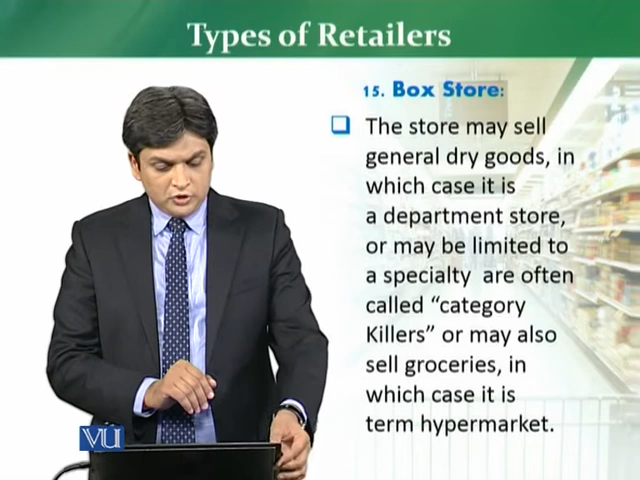 Types of Retailers
15. Box Store:
The store may sell
general dry goods, in
which case it is
a department store,
or may be limited to
a specialty are often
called “category
Killers” or may also
sell groceries, in
which case it is
term hypermarket.
VU